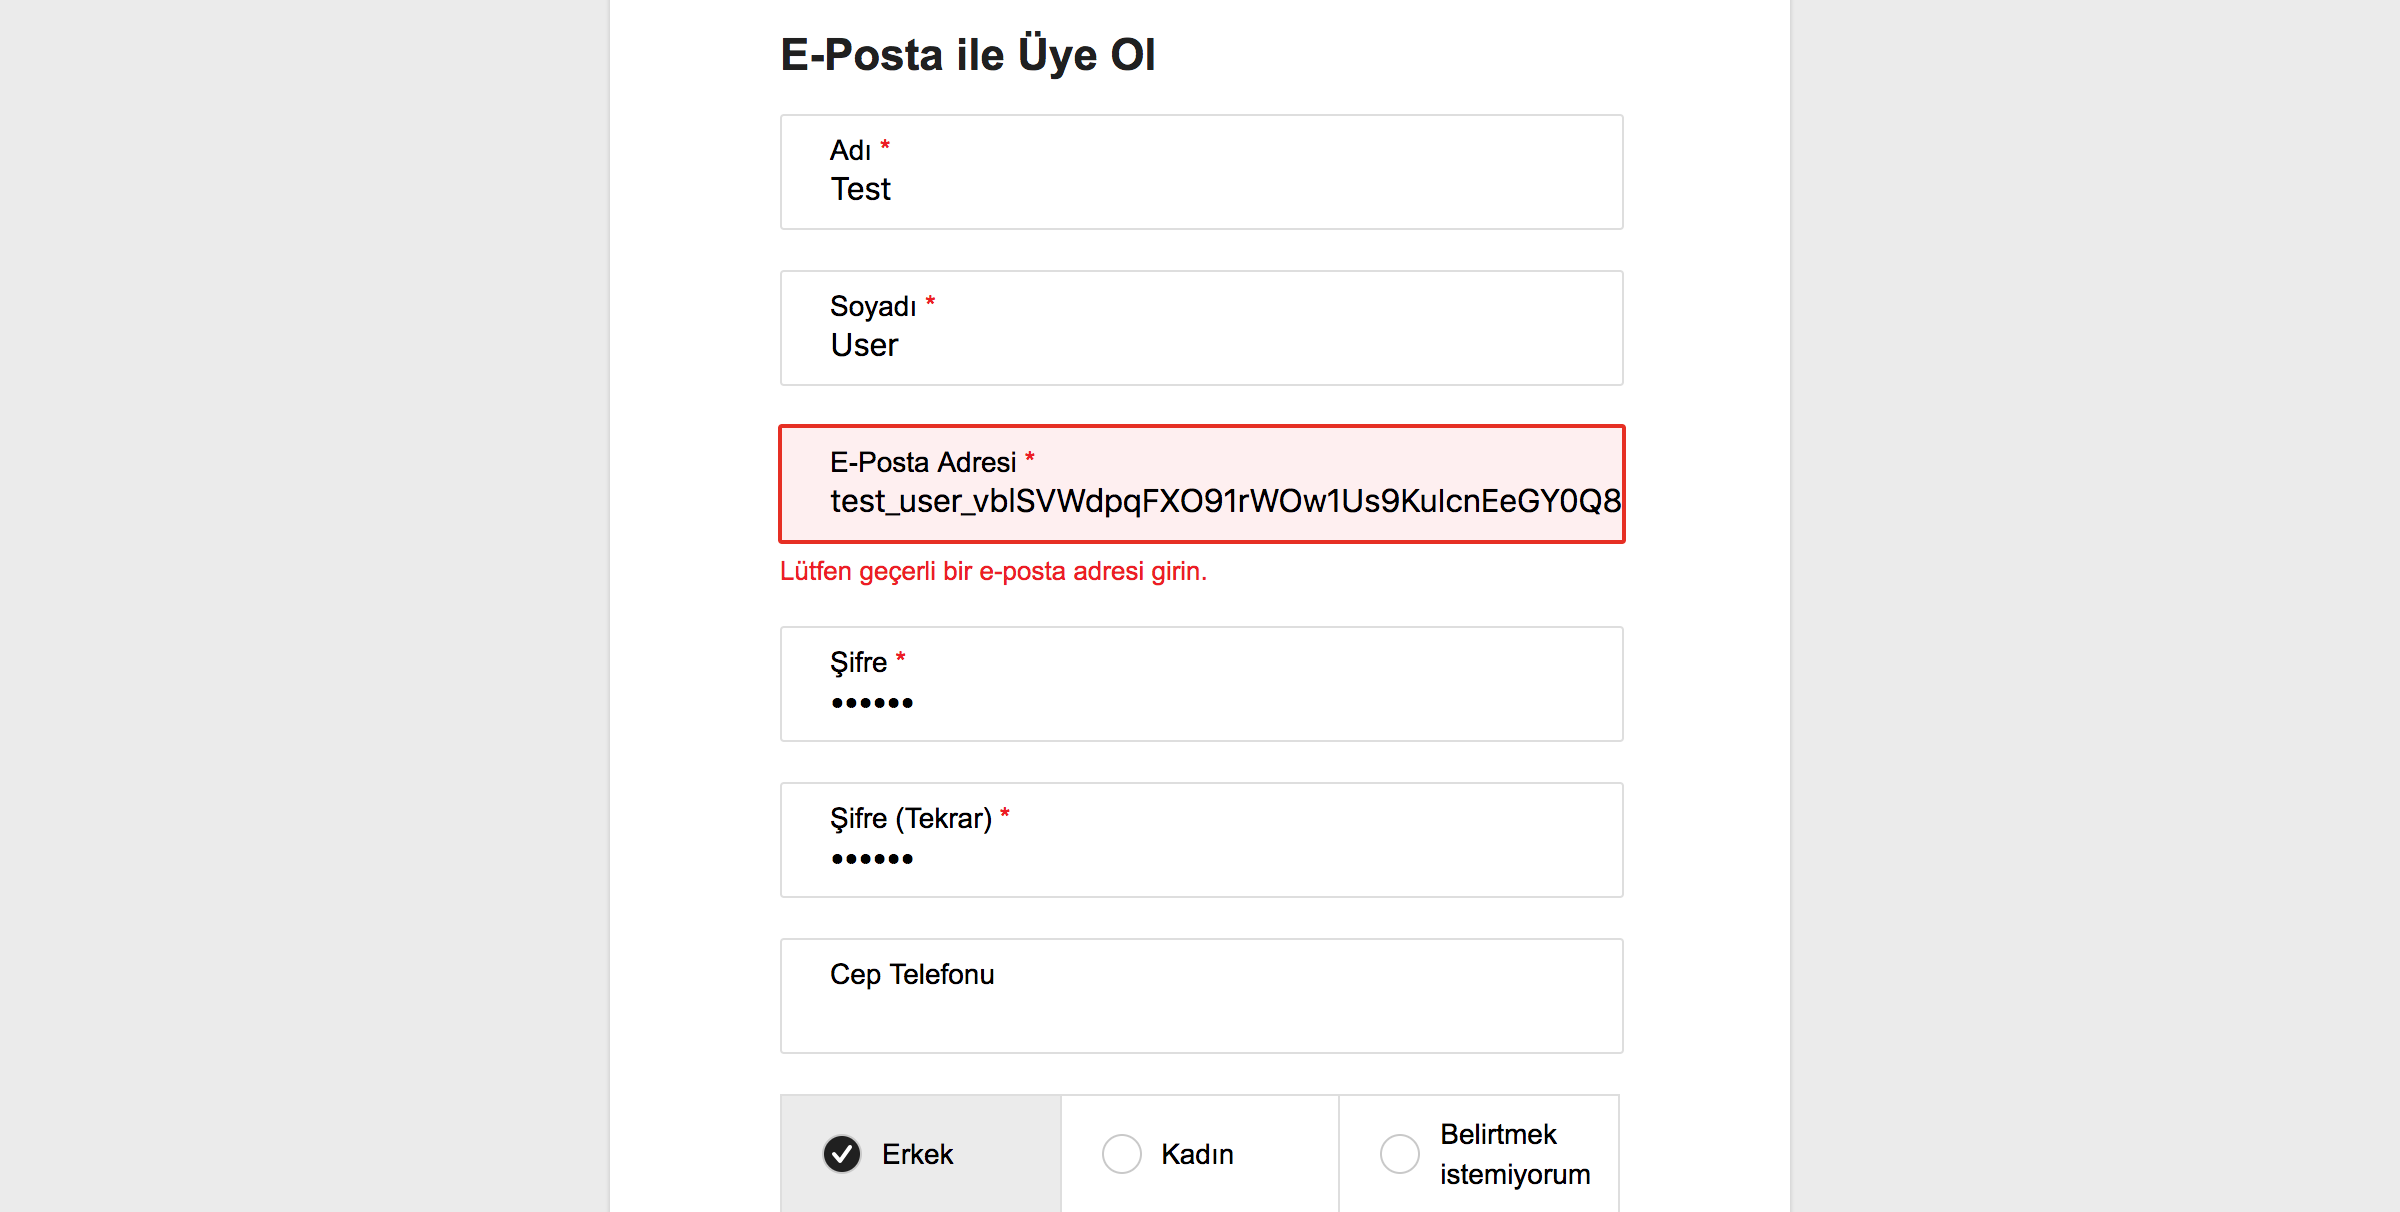 E-Posta ile Üye Ol
Adı *
Test
Soyadı *
User
E-Posta Adresi *
test_user_vblSVWdpqFXO91rWOw1Us9KulcnEeGY0Q8
Lütfen geçerli bir e-posta adresi girin.
Şifre *
••••••
Şifre (Tekrar) *
••••••
Cep Telefonu
Erkek
Kadın
Belirtmek
istemiyorum